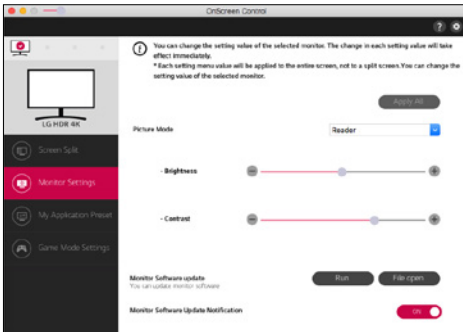 OnScreen Control
You can change the setting value of the selected monitor. The change in each setting value will take
effect immediately.
* Each setting menu value will be applied to the entire screen, not to a split screen.You can change the
setting value of the selected monitor.
Apply All
LG HDR 4K
Picture Mode
Reader
Screen Split
- Brightness
Monitor Settings
My Application Preset
- Contrast
Game Mode Settings
Monitor Software update
You can update monitor software
Run
File open
Monitor Software Update Notification
ON